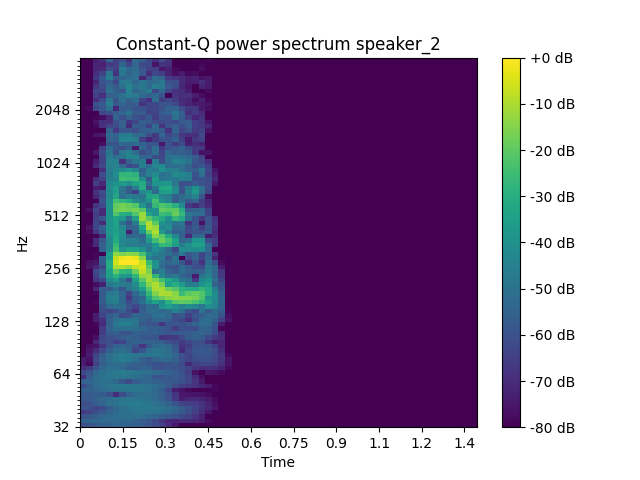 Constant-Q power spectrum speaker_2
Hz
2048
1024
512
256
128
64
32
0 0.15 0.3 0.45 0.6 0.75 0.9 1.1 1.2 1.4
Time
+0 dB
-10 dB
-20 dB
-30 dB
-40 dB
-50 dB
-60 dB
-70 dB
-80 dB